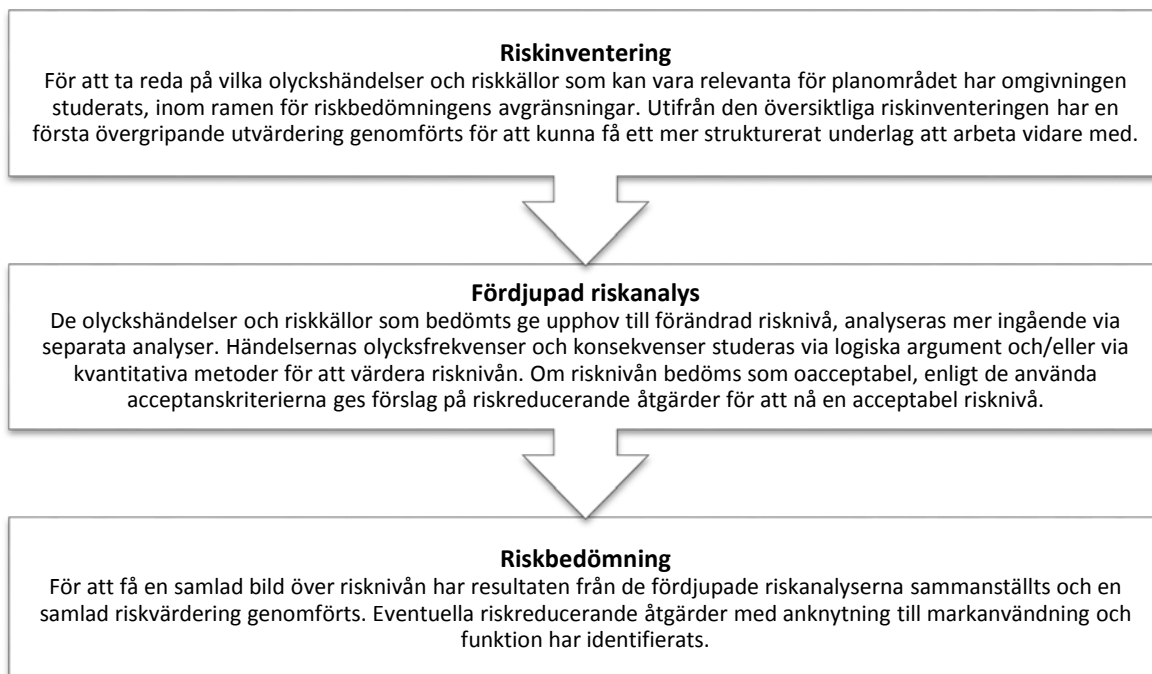 Riskinventering
För att ta reda på vilka olyckshändelser och riskkällor som kan vara relevanta för planområdet har omgivningen
studerats, inom ramen för riskbedömningens avgränsningar. Utifrån den översiktliga riskinventeringen har en
första övergripande utvärdering genomförts för att kunna få ett mer strukturerat underlag att arbeta vidare med.
Fördjupad riskanalys
De olyckshändelser och riskkällor som bedömts ge upphov till förändrad risknivå, analyseras mer ingående via
separata analyser. Händelsernas olycksfrekvenser och konsekvenser studeras via logiska argument och/eller via
kvantitativa metoder för att värdera risknivån. Om risknivån bedöms som oacceptabel, enligt de använda
acceptanskriterierna ges förslag på riskreducerande åtgärder för att nå en acceptabel risknivå.
Riskbedömning
För att få en samlad bild över risknivån har resultaten från de fördjupade riskanalyserna sammanställts och en
samlad riskvärdering genomförts. Eventuella riskreducerande åtgärder med anknytning till markanvändning och
funktion har identifierats.